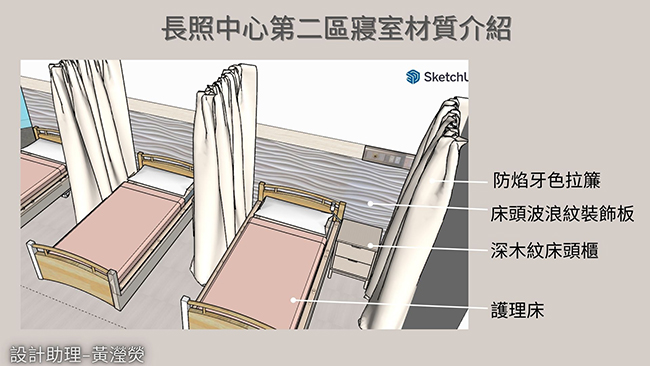 長照中心第二區寢室材質介紹
SketchU
防焰牙色拉簾
床頭波浪紋裝飾板
深木紋床頭櫃
護理床
設計助理-黃瀅熒